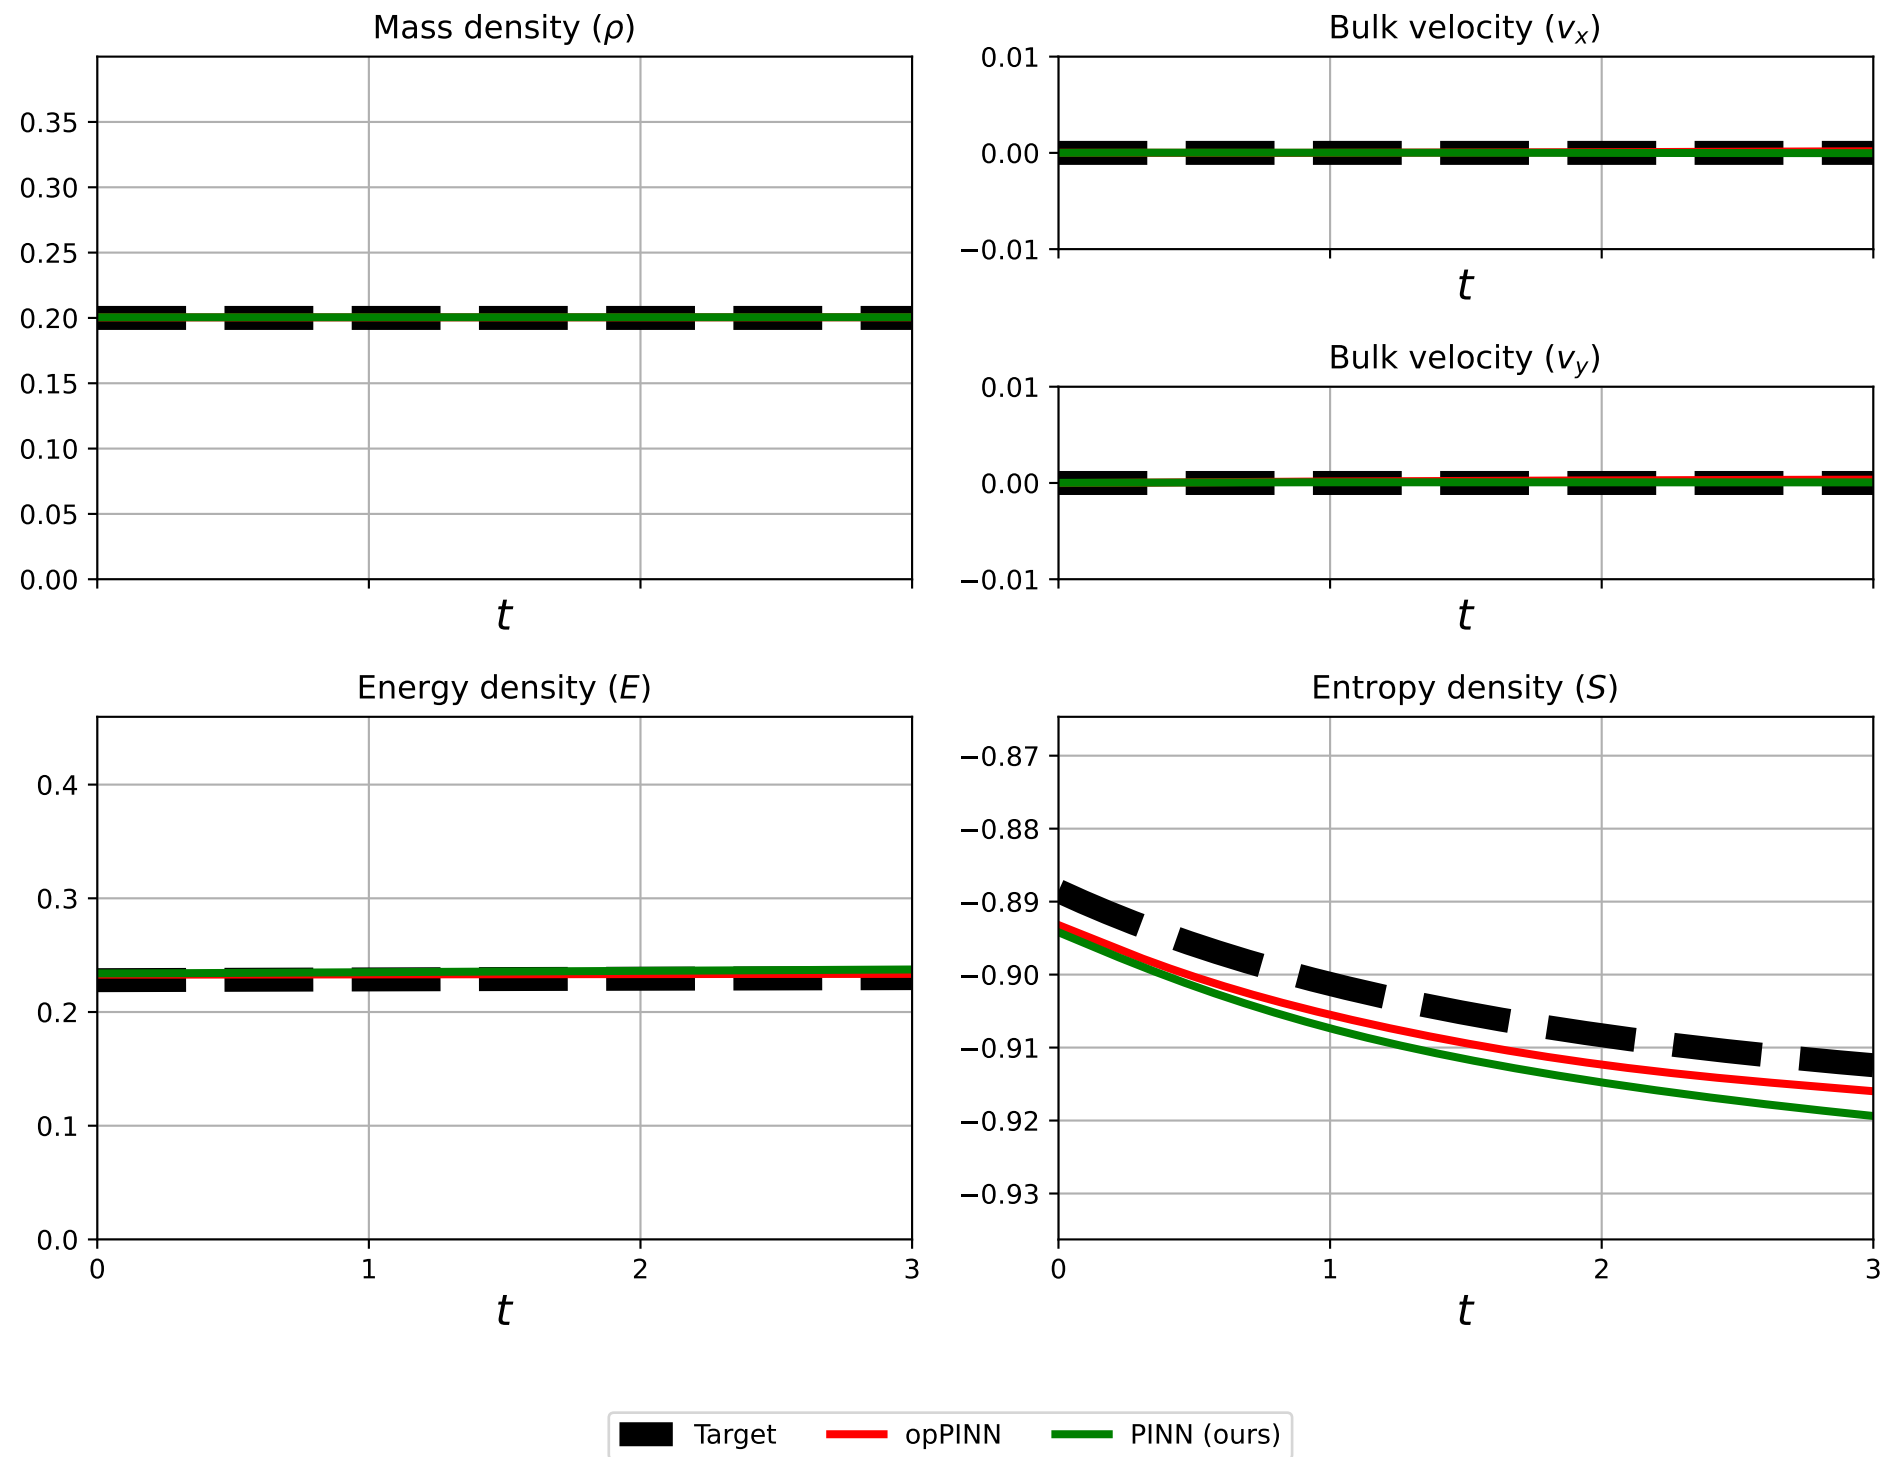 Mass density (ρ)
0.35
0.30
0.25
0.20
0.15
0.10
0.05
0.00
t
Bulk velocity (vₓ)
0.01
0.00
−0.01
t
Bulk velocity (v_y)
0.01
0.00
−0.01
t
Energy density (E)
0.4
0.3
0.2
0.1
0.0
0 1 2 3
t
Entropy density (S)
−0.87
−0.88
−0.89
−0.90
−0.91
−0.92
−0.93
0 1 2 3
t
Target opPINN PINN (ours)